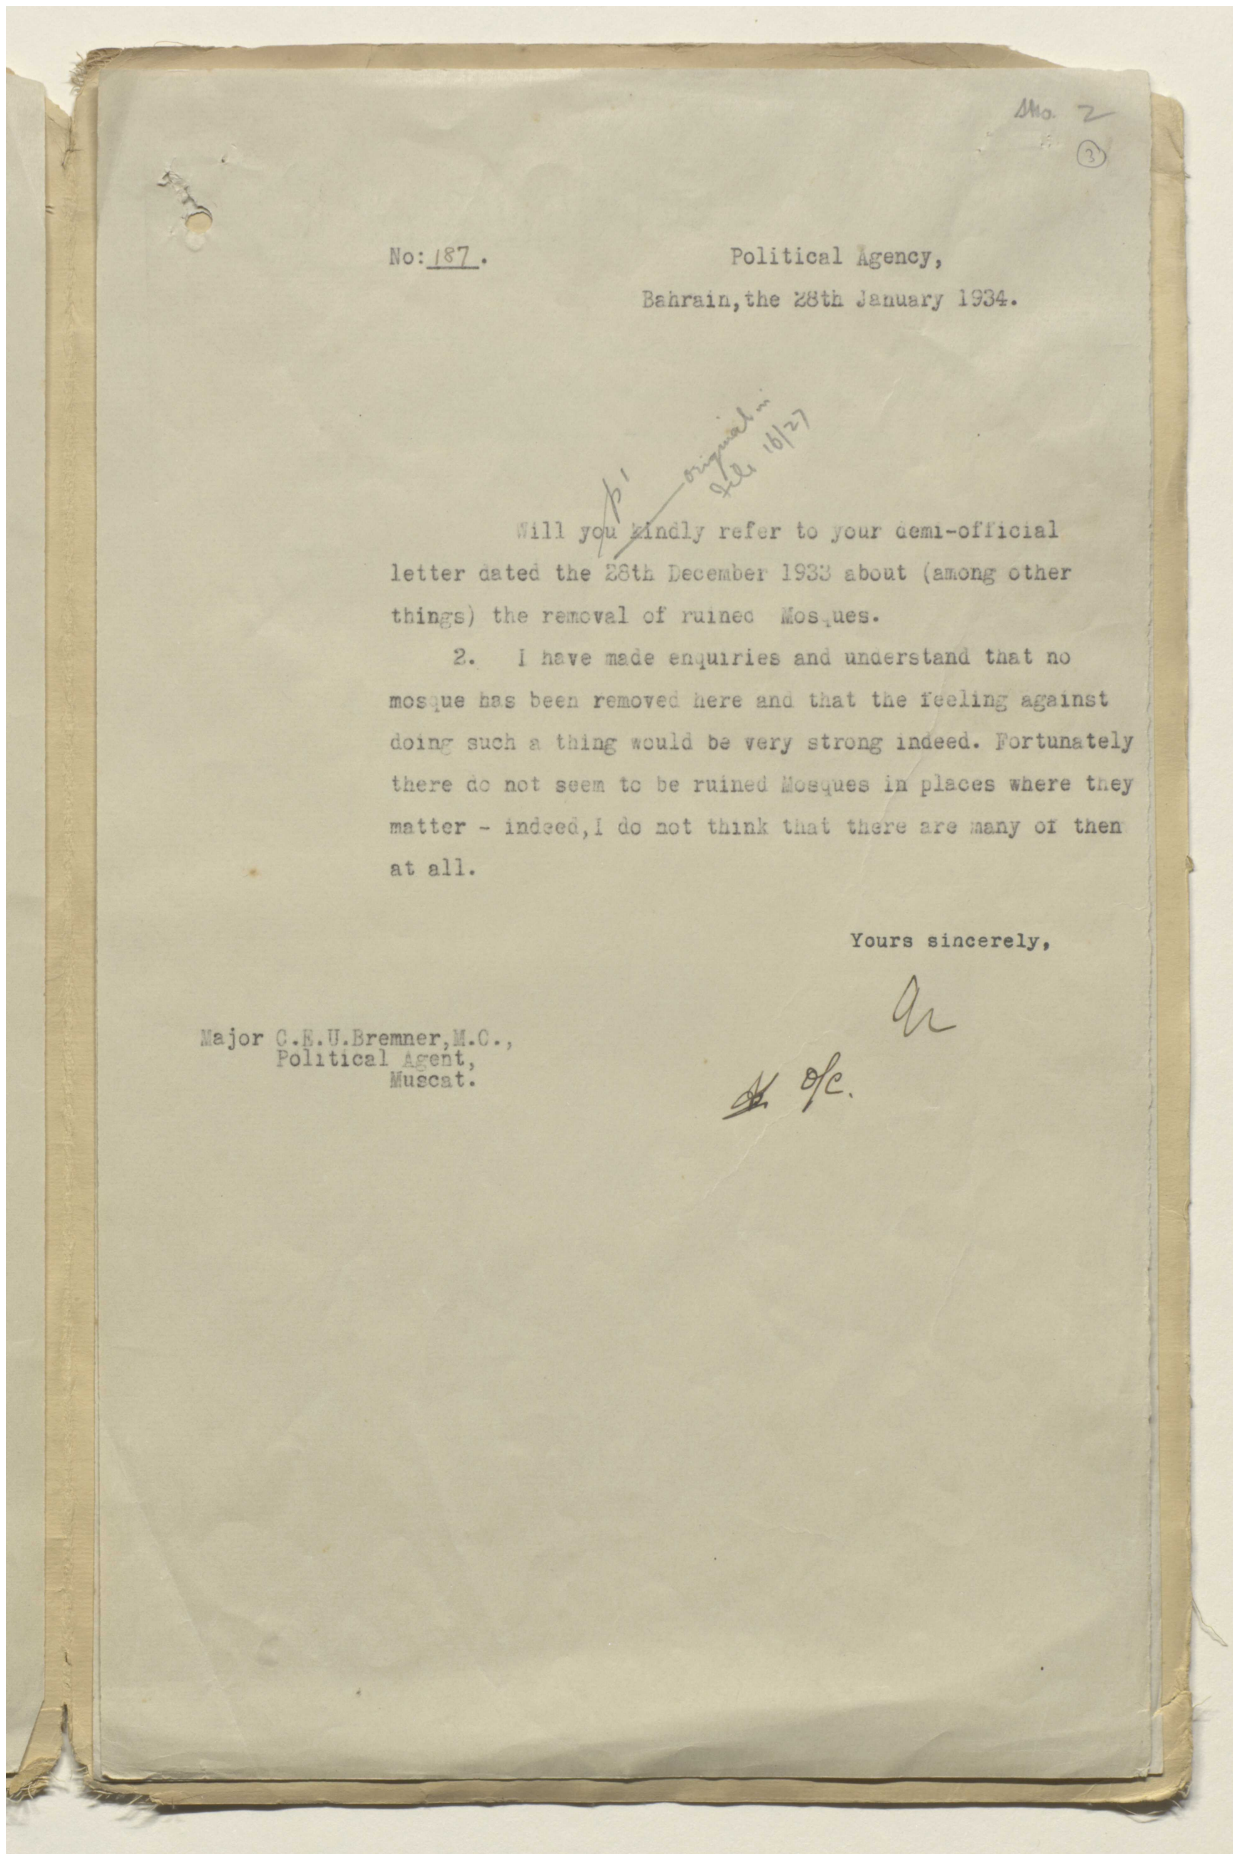 2
3
No: 187. Political Agency,
Bahrain, the 28th January 1934.
original in
file 16/27
p1
Will you kindly refer to your demi-official
letter dated the 28th December 1933 about (among other
things) the removal of ruined Mosques.
2. I have made enquiries and understand that no
mosque has been removed here and that the feeling against
doing such a thing would be very strong indeed. Fortunately
there do not seem to be ruined Mosques in places where they
matter - indeed, I do not think that there are many of them
at all.
Yours sincerely,
Major C.E.U.Bremner, M.C.,
Political Agent,
Muscat.
o/c.